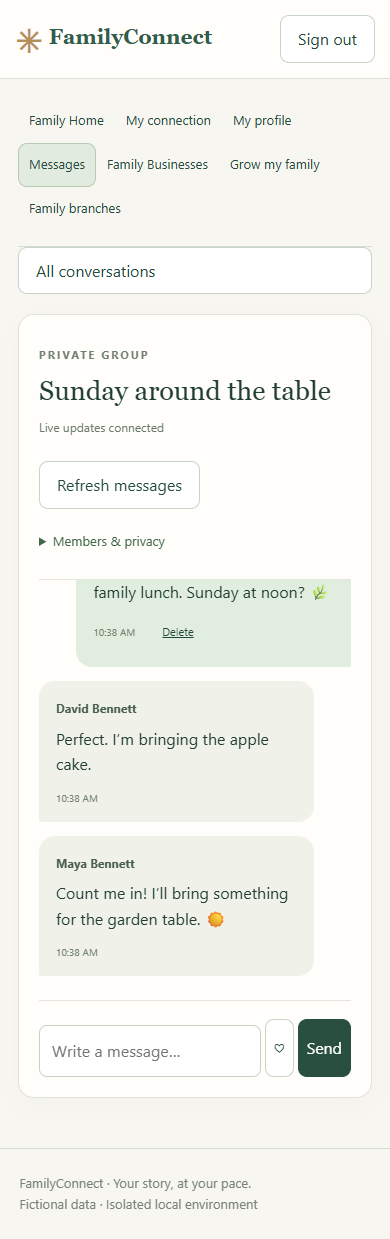 FamilyConnect
Sign out
Family Home My connection My profile
Messages Family Businesses Grow my family
Family branches
All conversations
PRIVATE GROUP
Sunday around the table
Live updates connected
Refresh messages
Members & privacy
family lunch. Sunday at noon? 🌿
10:38 AM Delete
David Bennett
Perfect. I’m bringing the apple
cake.
10:38 AM
Maya Bennett
Count me in! I’ll bring something
for the garden table. 🌼
10:38 AM
Write a message...
♡
Send
FamilyConnect · Your story, at your pace.
Fictional data · Isolated local environment